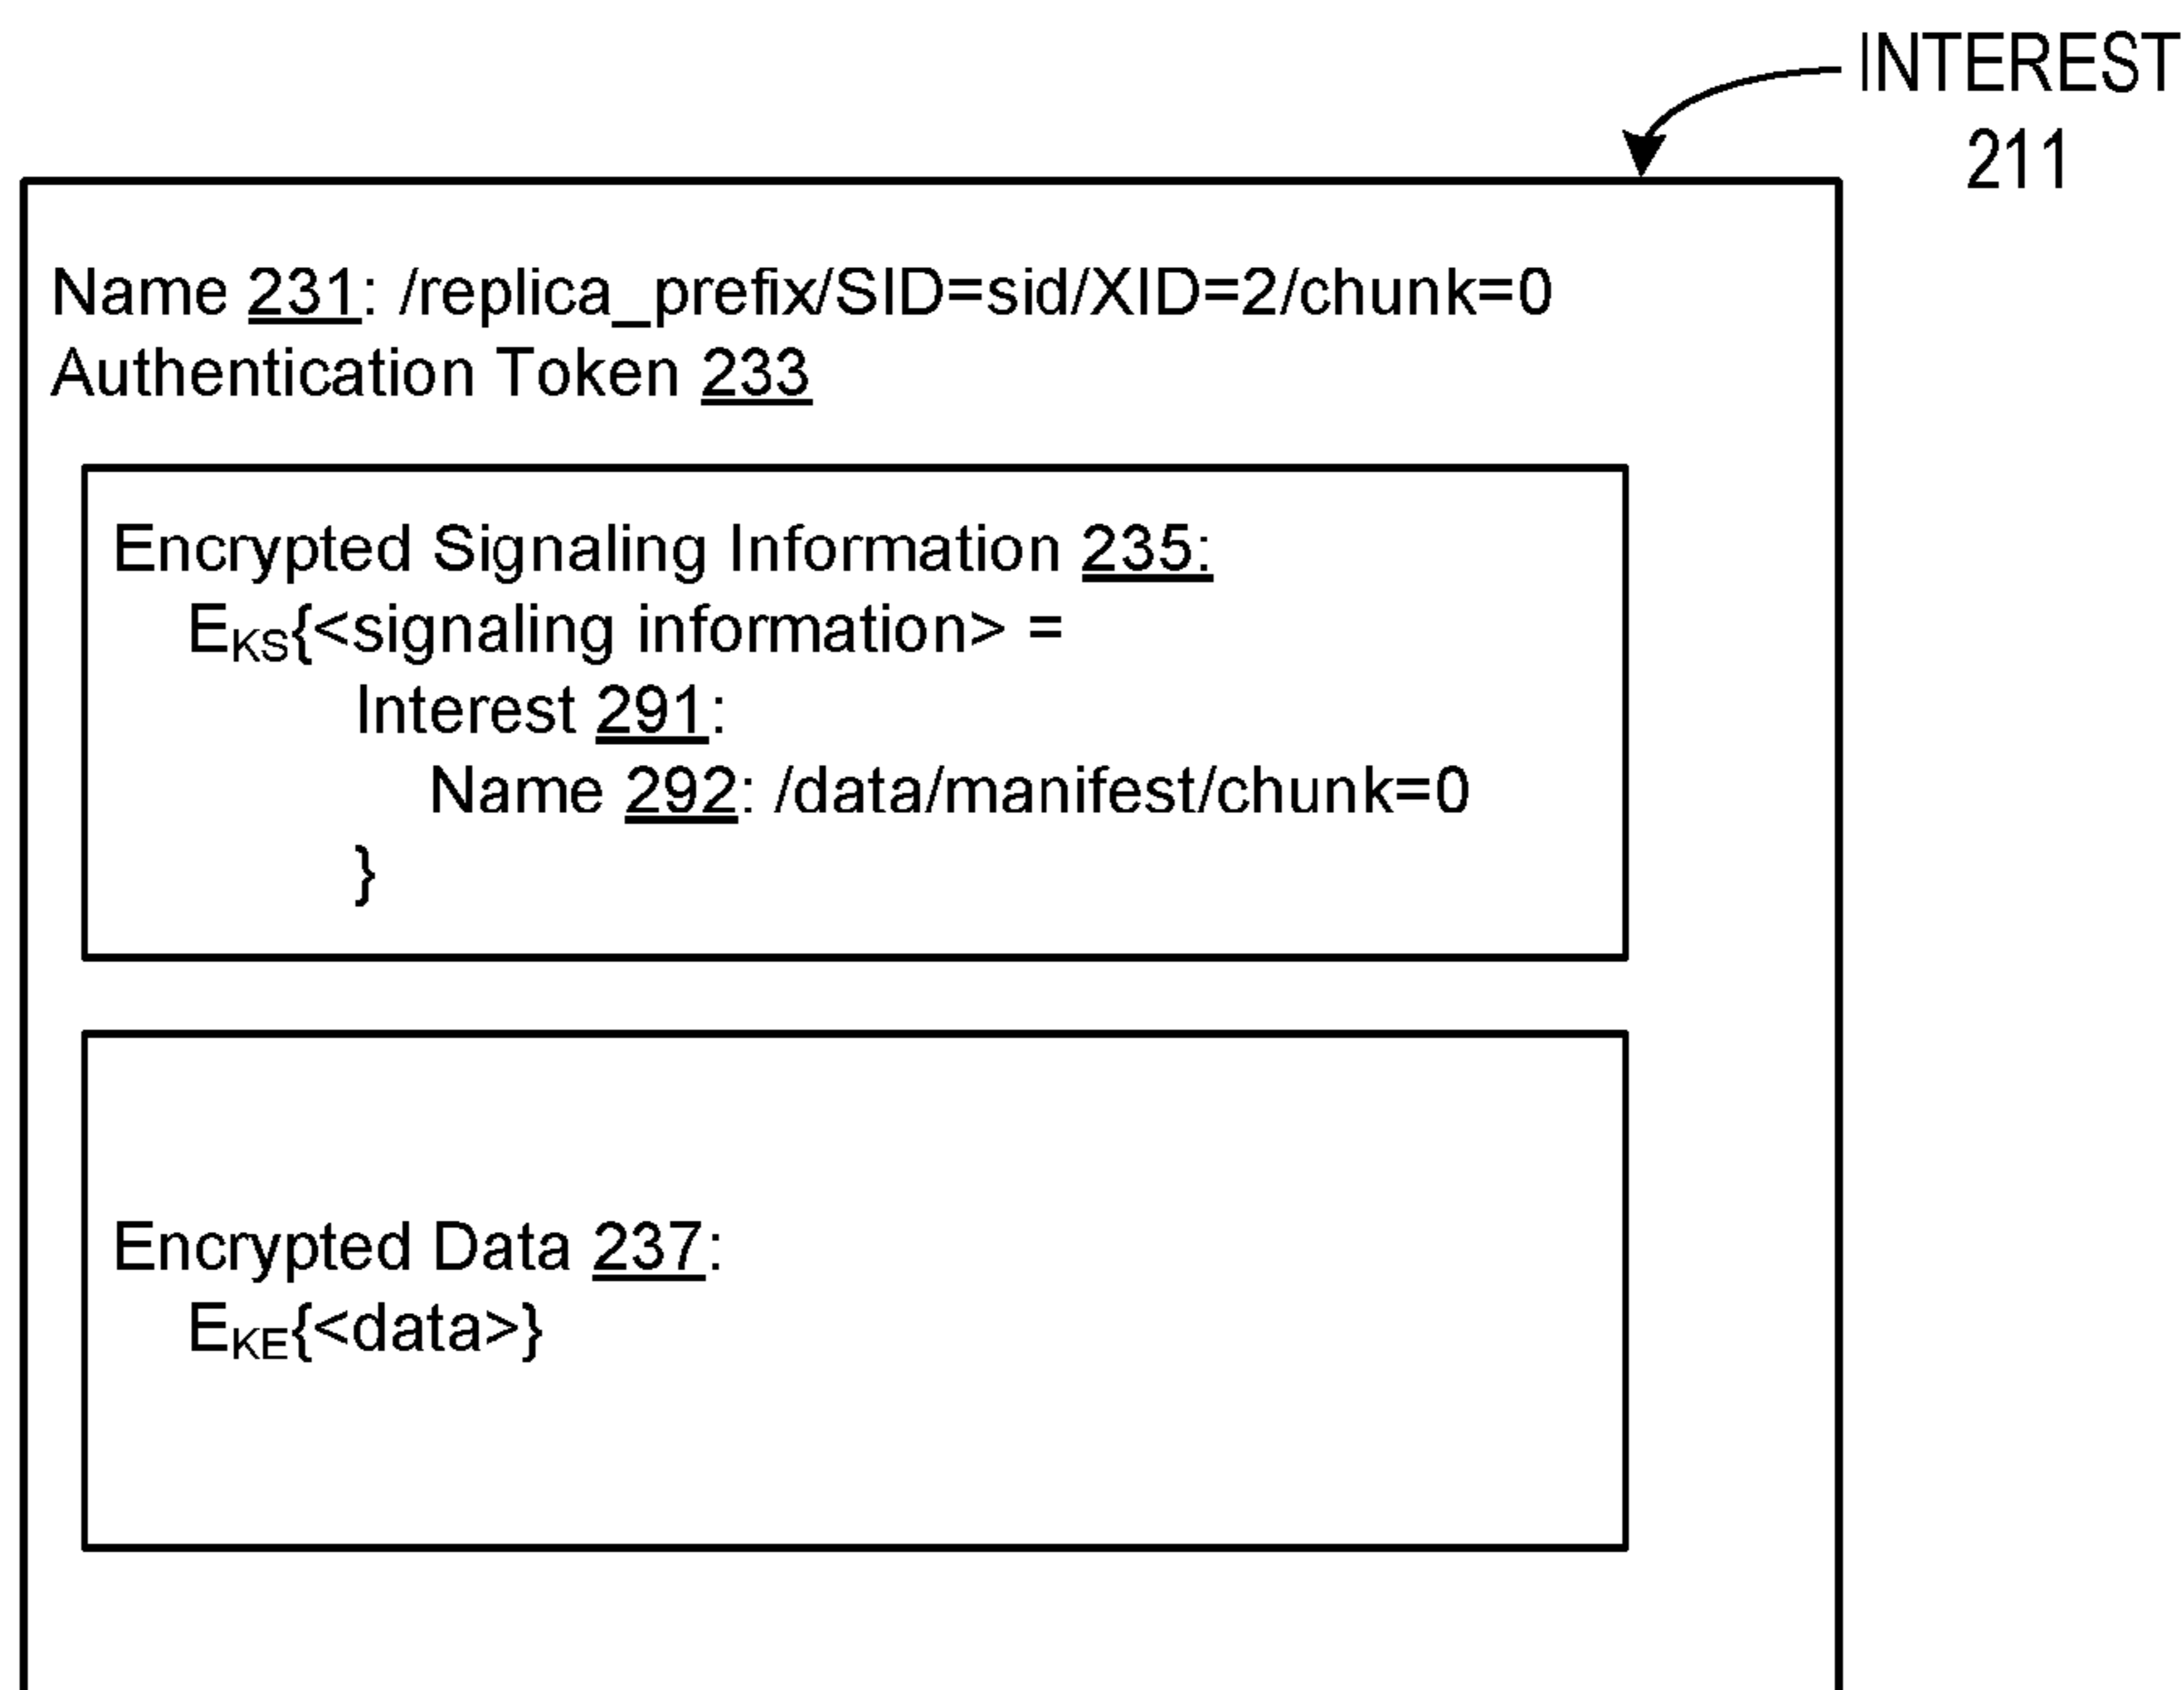 INTEREST
211
Name 231: /replica_prefix/SID=sid/XID=2/chunk=0
Authentication Token 233
Encrypted Signaling Information 235:
EKS{<signaling information> =
Interest 291:
Name 292: /data/manifest/chunk=0
}
Encrypted Data 237:
EKE{<data>}